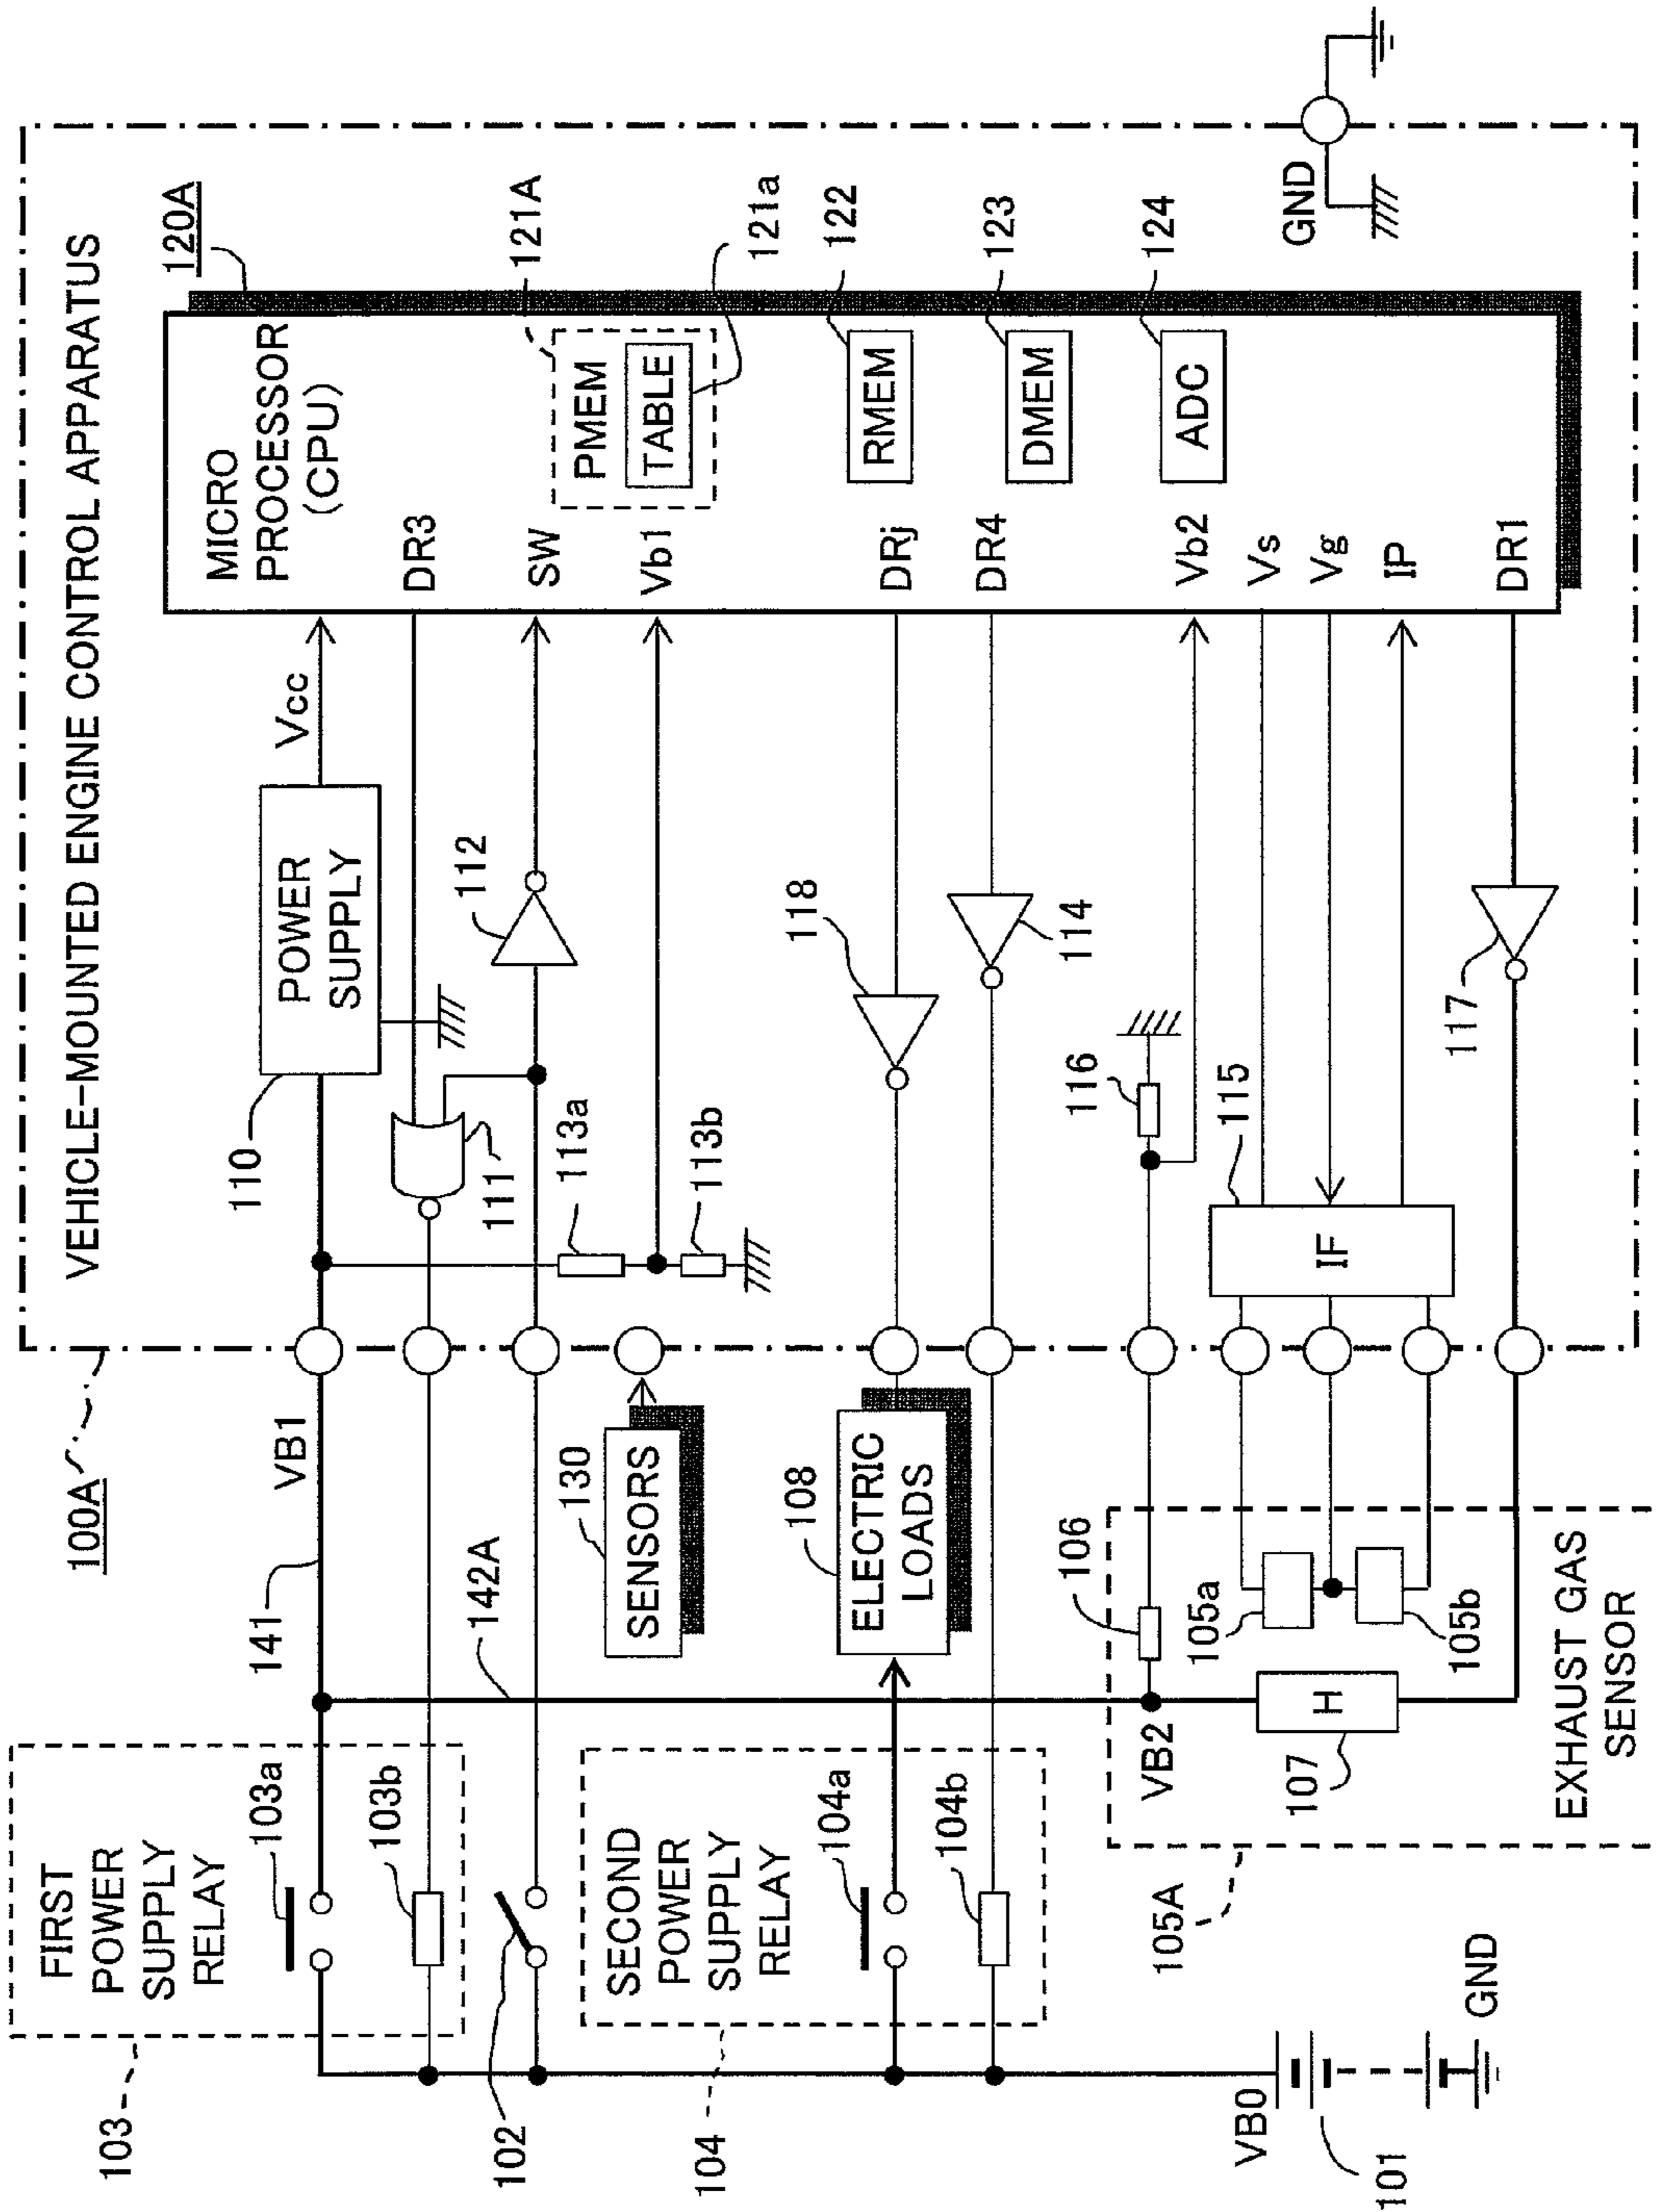 VEHICLE-MOUNTED ENGINE CONTROL APPARATUS
100A
120A
FIRST
POWER
SUPPLY
RELAY
103
103a
103b
102
SECOND
POWER
SUPPLY
RELAY
104
104a
104b
VB0
101
GND
141
VB1
142A
130
SENSORS
108
ELECTRIC
LOADS
106
VB2
107
H
105a
105b
105A
EXHAUST GAS
SENSOR
110
POWER
SUPPLY
Vcc
111
112
113a
113b
118
114
116
115
IF
117
MICRO
PROCESSOR
(CPU)
DR3
SW
Vb1
DRj
DR4
Vb2
Vs
Vg
IP
DR1
PMEM
TABLE
RMEM
DMEM
ADC
121A
121a
122
123
124
GND